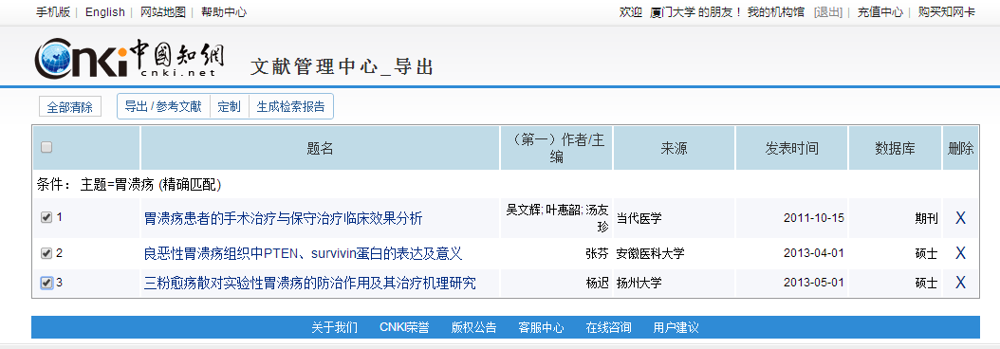 手机版 | English | 网站地图 | 帮助中心 欢迎 厦门大学 的朋友！ 我的机构馆 [退出] | 充值中心 | 购买知网卡
Cnki 中國知網
cnki.net
文献管理中心_导出
全部清除 导出 / 参考文献 定制 生成检索报告
题名 （第一）作者/主编 来源 发表时间 数据库 删除
条件： 主题=胃溃疡 (精确匹配)
1 胃溃疡患者的手术治疗与保守治疗临床效果分析 吴文辉; 叶惠韶; 汤友珍 当代医学 2011-10-15 期刊 X
2 良恶性胃溃疡组织中PTEN、survivin蛋白的表达及意义 张芬 安徽医科大学 2013-04-01 硕士 X
3 三粉愈疡散对实验性胃溃疡的防治作用及其治疗机理研究 杨迟 扬州大学 2013-05-01 硕士 X
关于我们 CNKI荣誉 版权公告 客服中心 在线咨询 用户建议